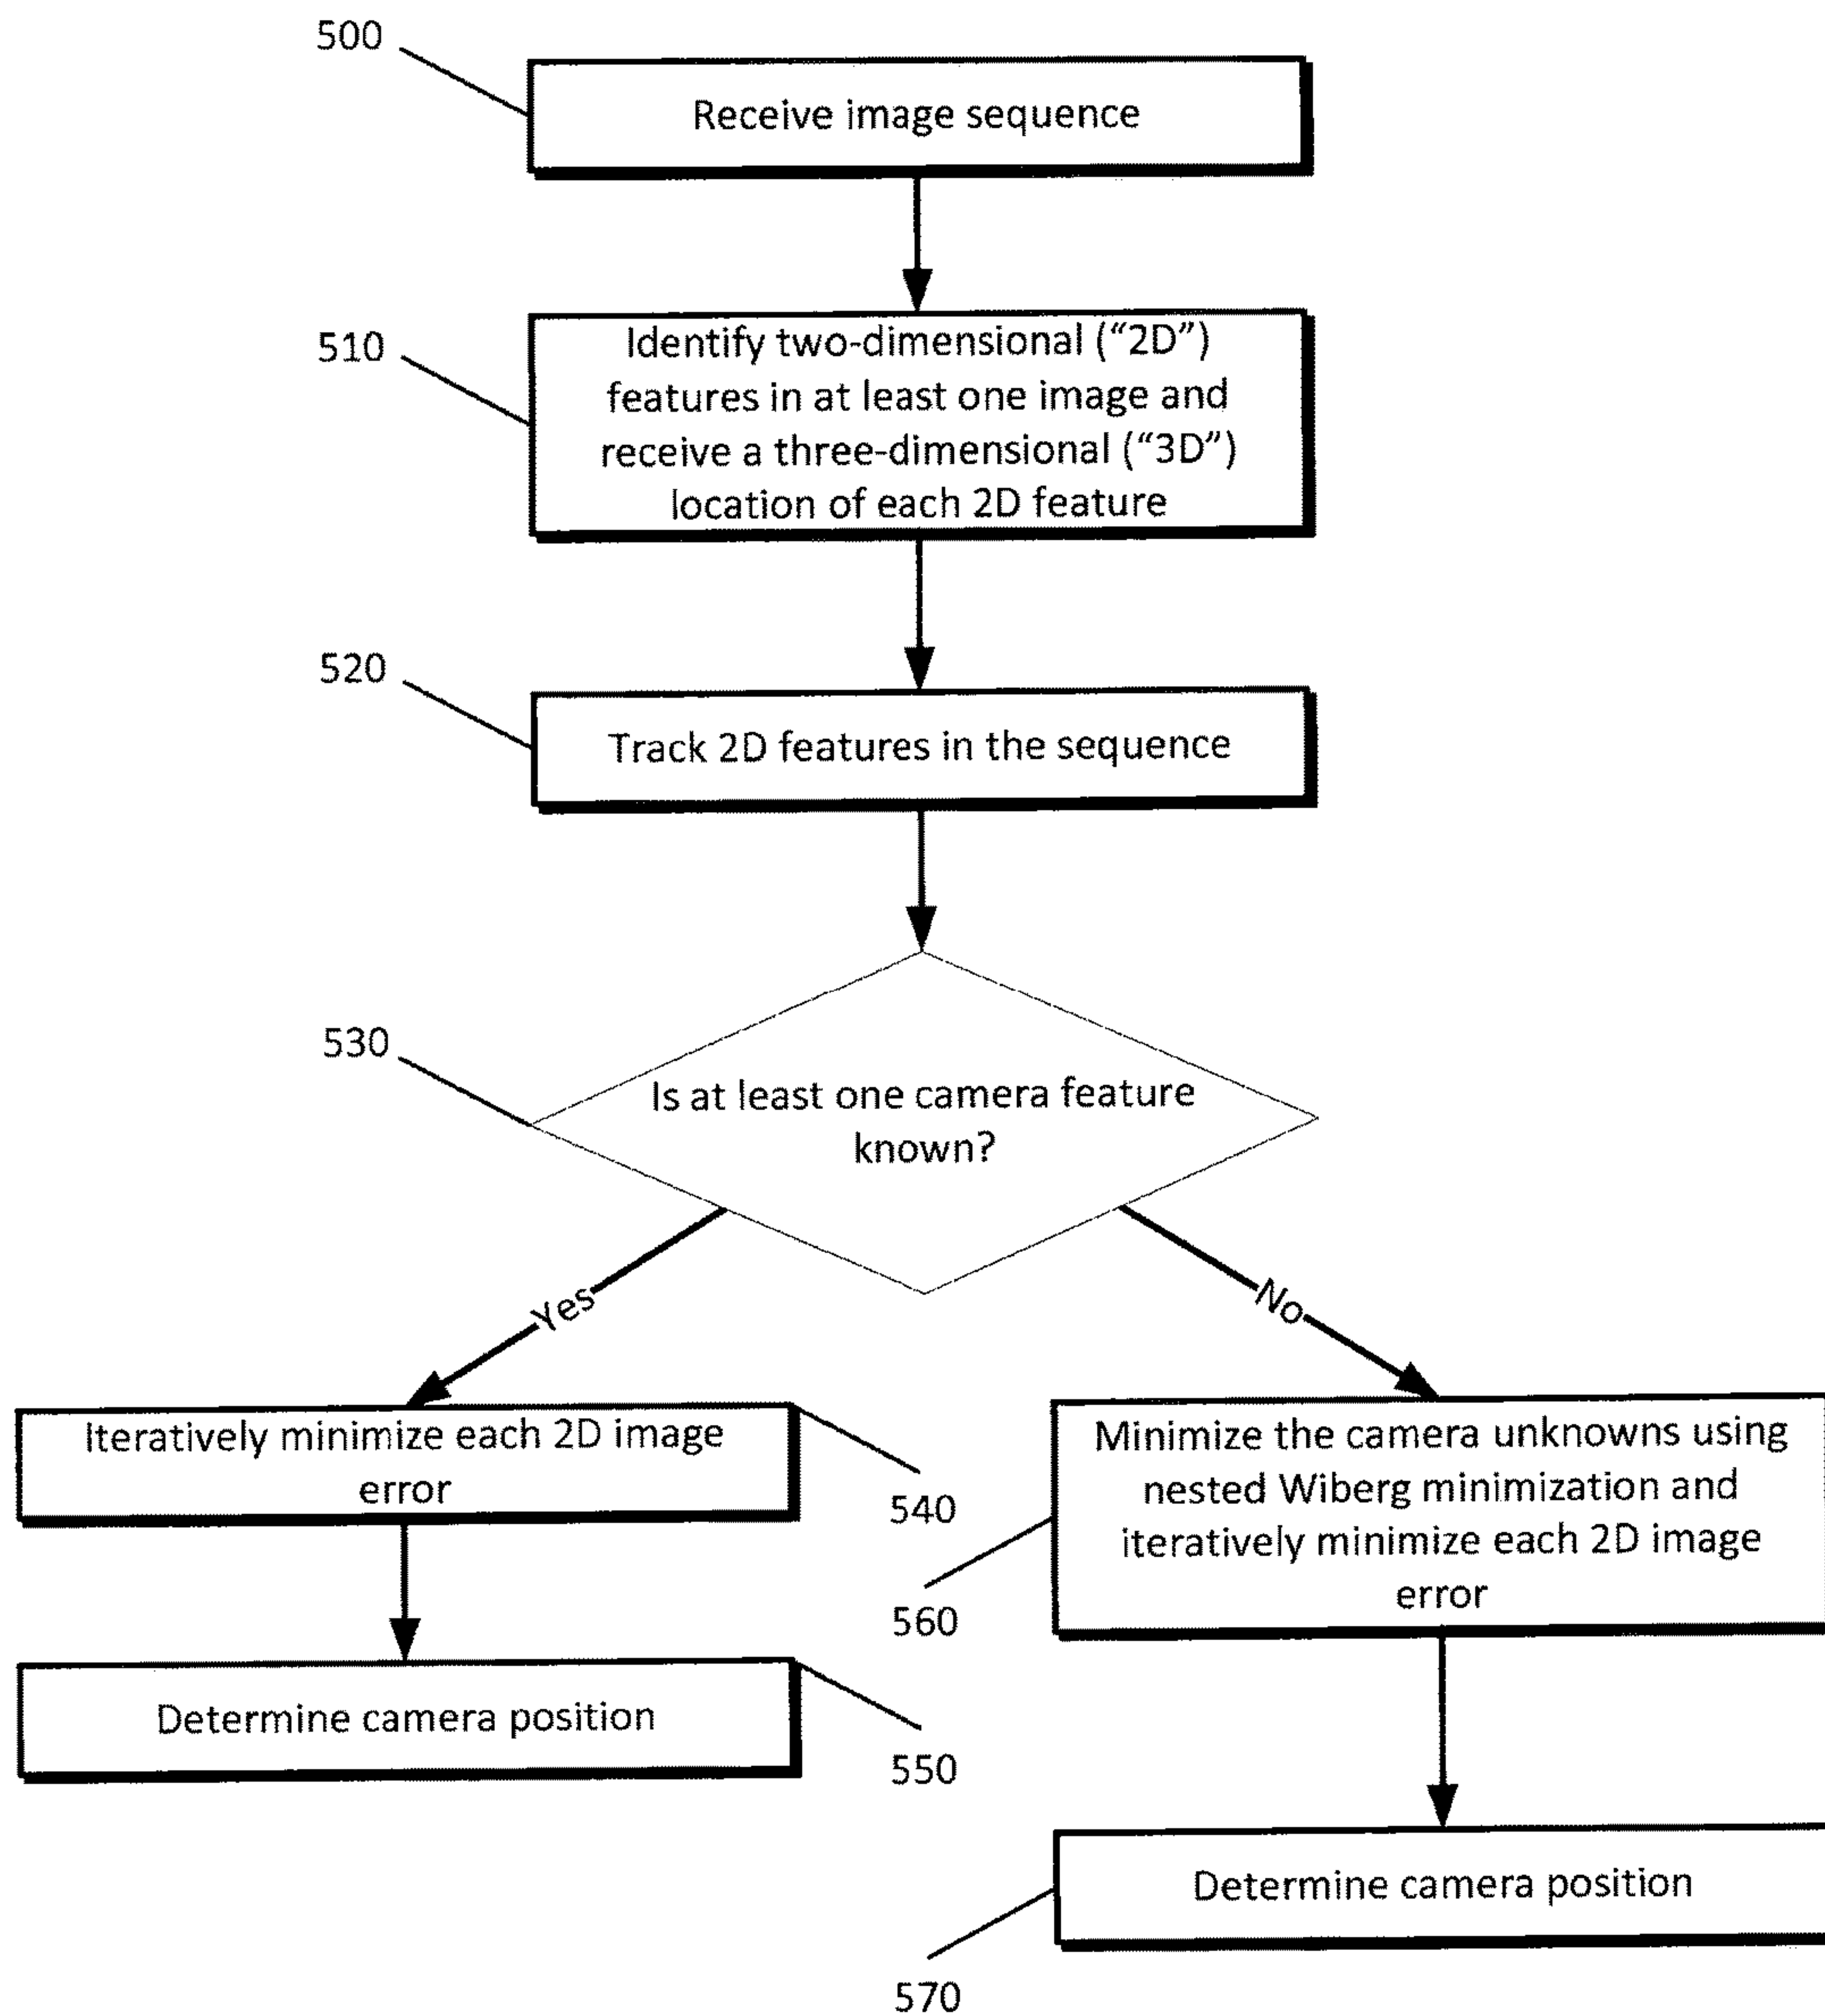 500
Receive image sequence
510
Identify two-dimensional (“2D”)
features in at least one image and
receive a three-dimensional (“3D”)
location of each 2D feature
520
Track 2D features in the sequence
530
Is at least one camera feature
known?
Yes
No
Iteratively minimize each 2D image
error
540
Minimize the camera unknowns using
nested Wiberg minimization and
iteratively minimize each 2D image
error
560
Determine camera position
550
Determine camera position
570